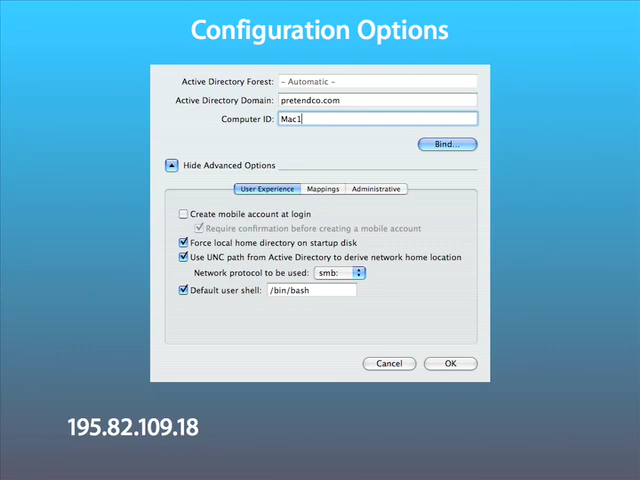 Configuration Options
Active Directory Forest: - Automatic -
Active Directory Domain: pretendco.com
Computer ID: Mac1
Bind...
Hide Advanced Options
User Experience Mappings Administrative
Create mobile account at login
Require confirmation before creating a mobile account
Force local home directory on startup disk
Use UNC path from Active Directory to derive network home location
Network protocol to be used: smb:
Default user shell: /bin/bash
Cancel OK
195.82.109.18